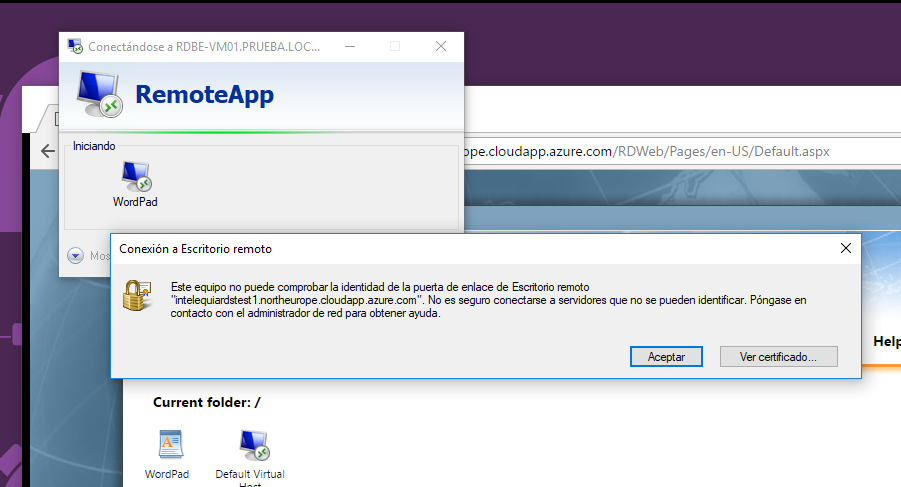 Conectándose a RDBE-VM01.PRUEBA.LOC...
RemoteApp
Iniciando
WordPad
ope.cloudapp.azure.com/RDWeb/Pages/en-US/Default.aspx
Conexión a Escritorio remoto
Este equipo no puede comprobar la identidad de la puerta de enlace de Escritorio remoto
"intelequiardstest1.northeurope.cloudapp.azure.com". No es seguro conectarse a servidores que no se pueden identificar. Póngase en
contacto con el administrador de red para obtener ayuda.
Aceptar
Ver certificado...
Help
Current folder: /
WordPad
Default Virtual